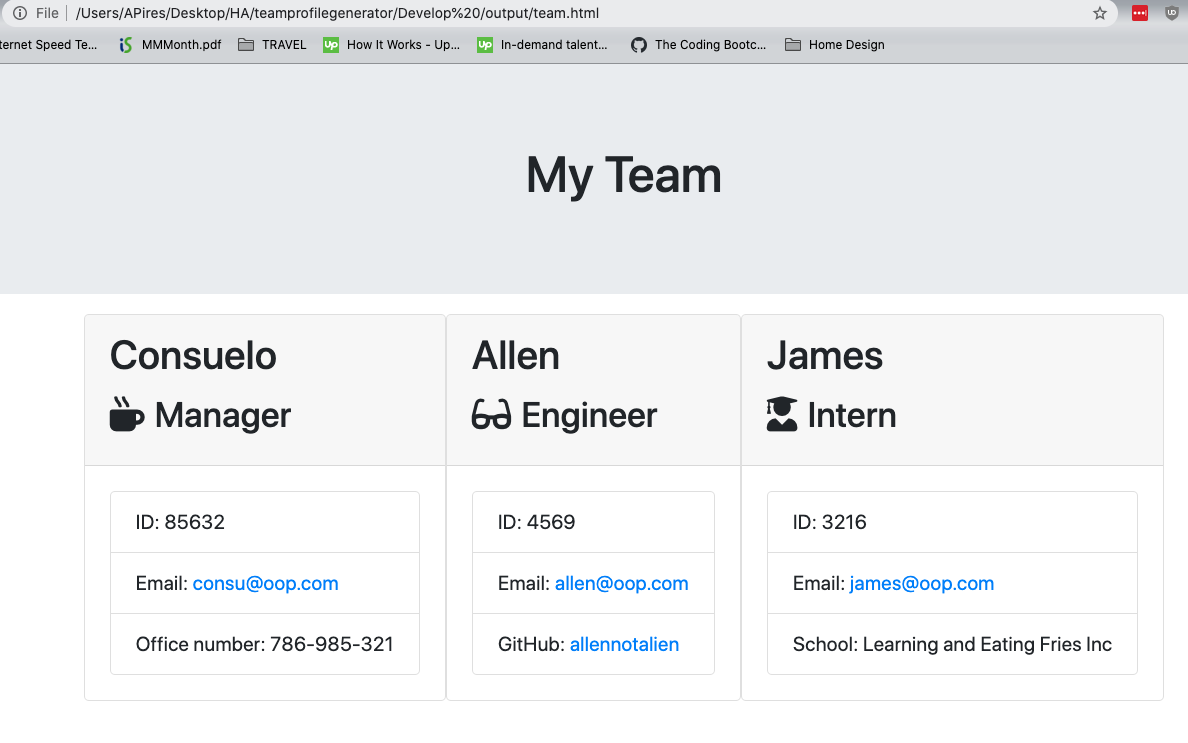 File /Users/APires/Desktop/HA/teamprofilegenerator/Develop%20/output/team.html
ternet Speed Te... MMMonth.pdf TRAVEL Up How It Works - Up... Up In-demand talent... The Coding Bootc... Home Design
My Team
Consuelo
Manager
ID: 85632
Email: consu@oop.com
Office number: 786-985-321
Allen
Engineer
ID: 4569
Email: allen@oop.com
GitHub: allennotalien
James
Intern
ID: 3216
Email: james@oop.com
School: Learning and Eating Fries Inc